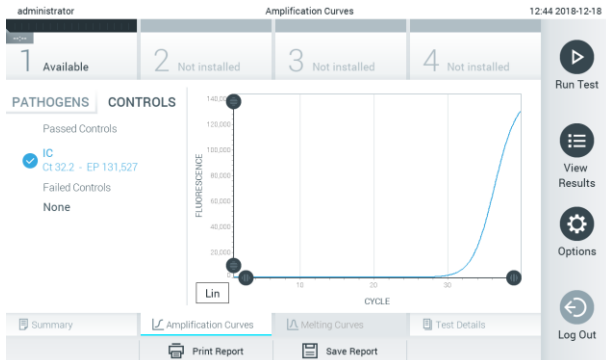 administrator
Amplification Curves
12:44 2018-12-18
1 Available
2 Not installed
3 Not installed
4 Not installed
Run Test
View
Results
Options
Log Out
PATHOGENS
CONTROLS
Passed Controls
IC
Ct 32.2 - EP 131,527
Failed Controls
None
FLUORESCENCE
140,000
120,000
100,000
80,000
60,000
40,000
20,000
0
10
20
30
CYCLE
Lin
Summary
Amplification Curves
Melting Curves
Test Details
Print Report
Save Report